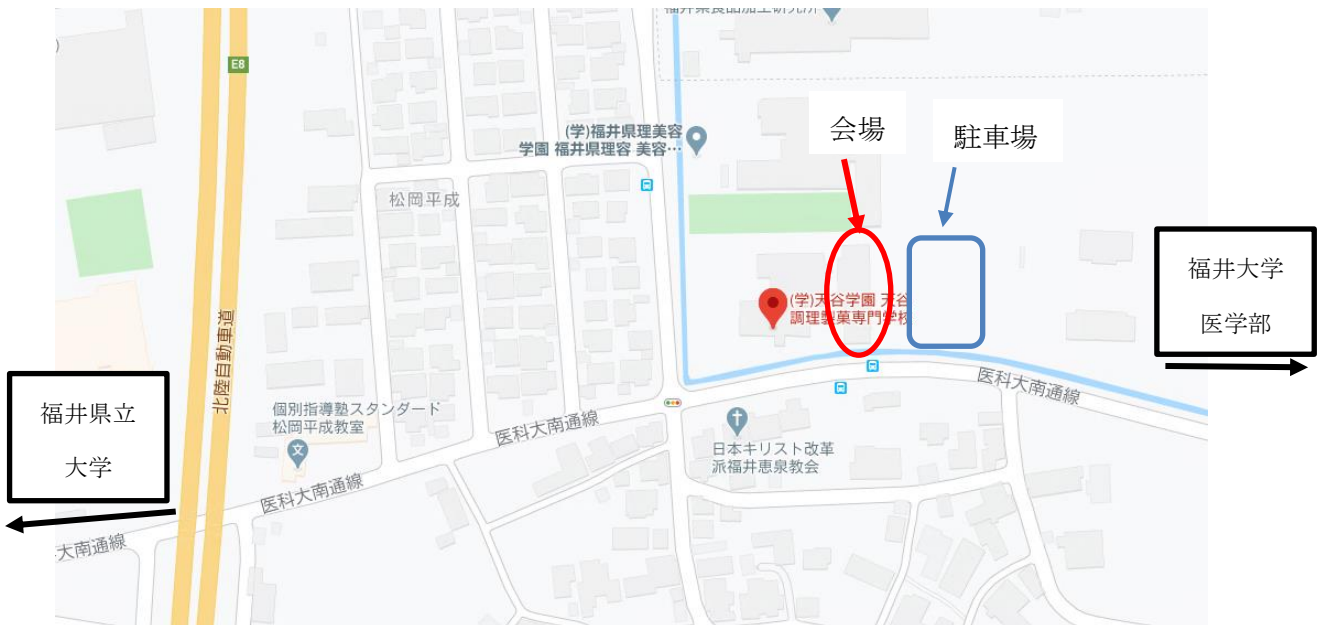 福井県食品加工研究所
E8
(学)福井県理美容
学園 福井県理容 美容…
会場
駐車場
松岡平成
福井大学
医学部
(学)天谷学園 天谷
調理製菓専門学校
北陸自動車道
医科大南通線
福井県立
大学
個別指導塾スタンダード
松岡平成教室
文
医科大南通線
日本キリスト改革
派福井恵泉教会
医科大南通線
大南通線